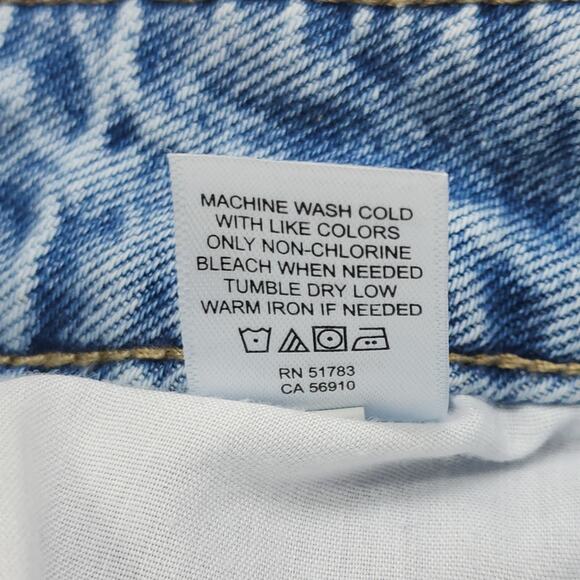 MACHINE WASH COLD
WITH LIKE COLORS
ONLY NON-CHLORINE
BLEACH WHEN NEEDED
TUMBLE DRY LOW
WARM IRON IF NEEDED
RN 51783
CA 56910